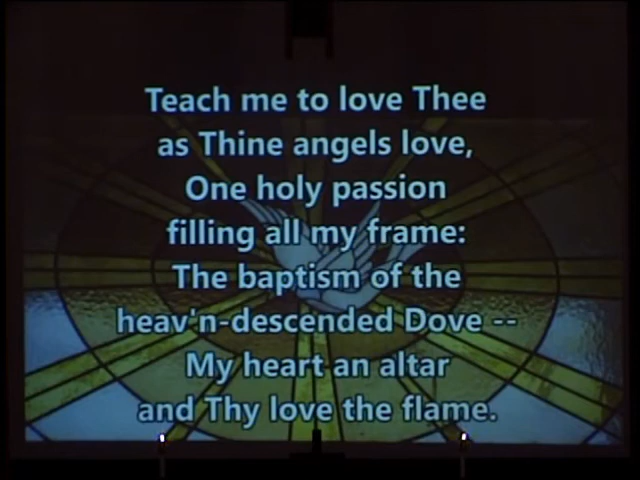 Teach me to love Thee
as Thine angels love,
One holy passion
filling all my frame:
The baptism of the
heav'n-descended Dove --
My heart an altar
and Thy love the flame.